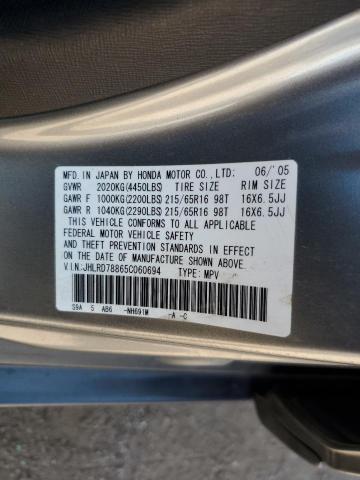 MFD. IN JAPAN BY HONDA MOTOR CO.,LTD: 06/'05
GVWR 2020KG(4450LBS) TIRE SIZE RIM SIZE
GAWR F 1000KG(2200LBS) 215/65R16 98T 16X6.5JJ
GAWR R 1040KG(2290LBS) 215/65R16 98T 16X6.5JJ
THIS VEHICLE CONFORMS TO ALL APPLICABLE
FEDERAL MOTOR VEHICLE SAFETY
AND THEFT PREVENTION STANDARDS IN EFFECT
ON THE DATE OF MANUFACTURE SHOWN ABOVE.
V.I.N.:JHLRD78865C060694 TYPE: MPV
S9A 5 AB6 -NH691M -A -C